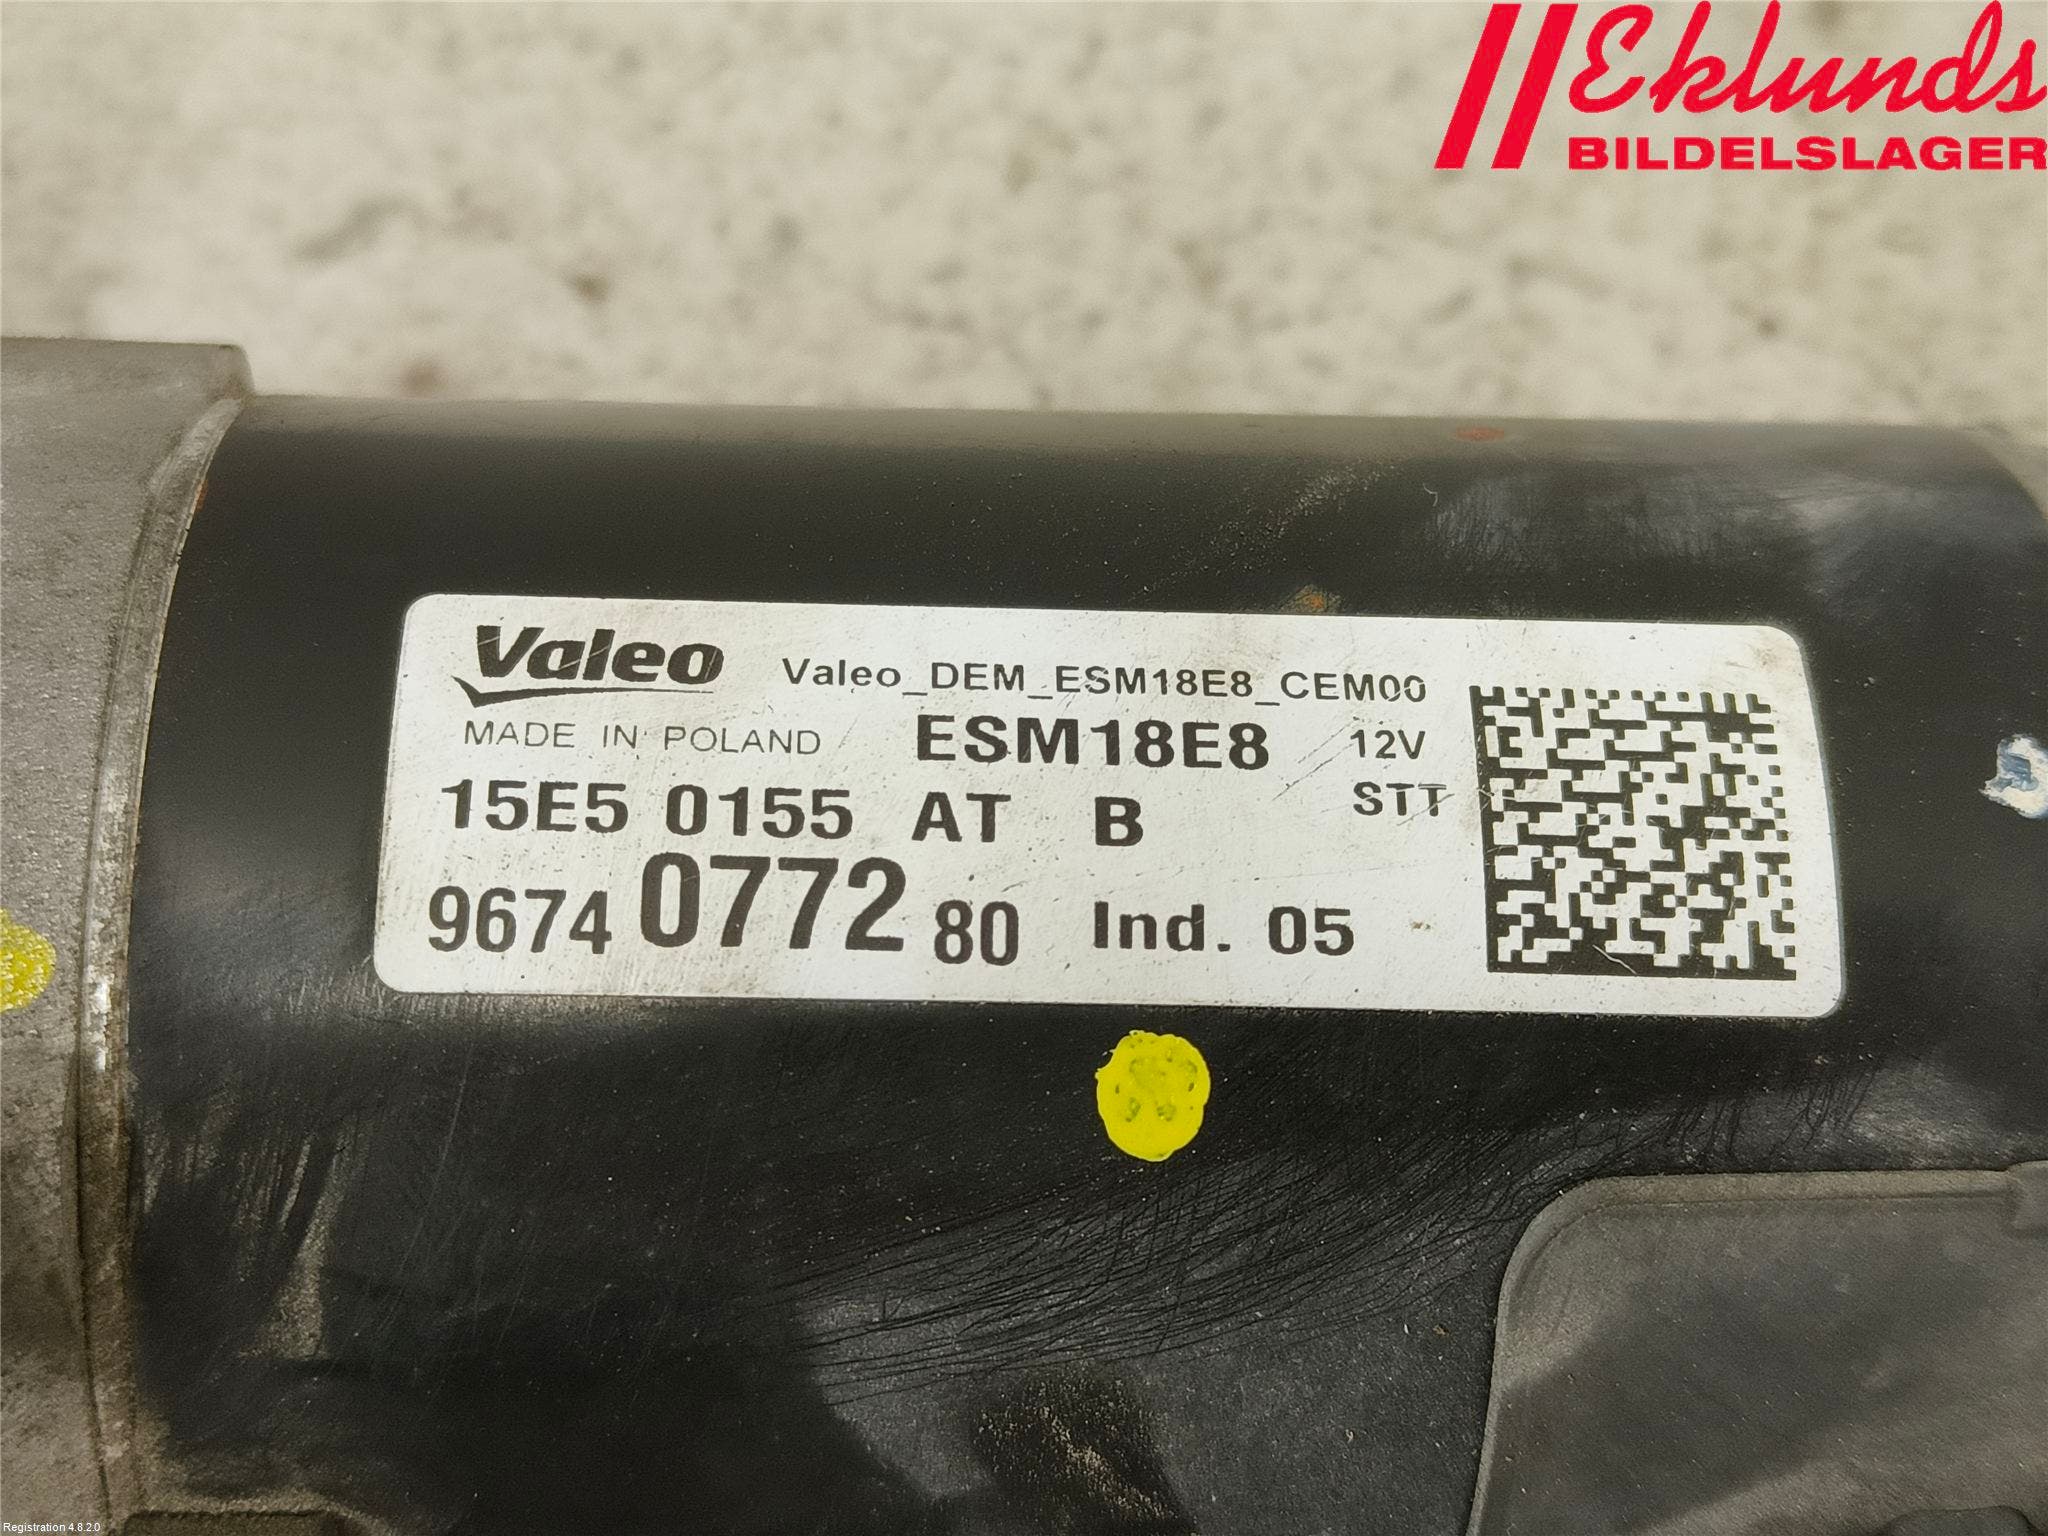 Eklunds
BILDELSLAGER
Valeo Valeo_DEM_ESM18E8_CEM00
MADE IN POLAND ESM18E8 12V
15E5 0155 AT B STT
9674 0772 80 Ind. 05
Registration 4.8.2.0